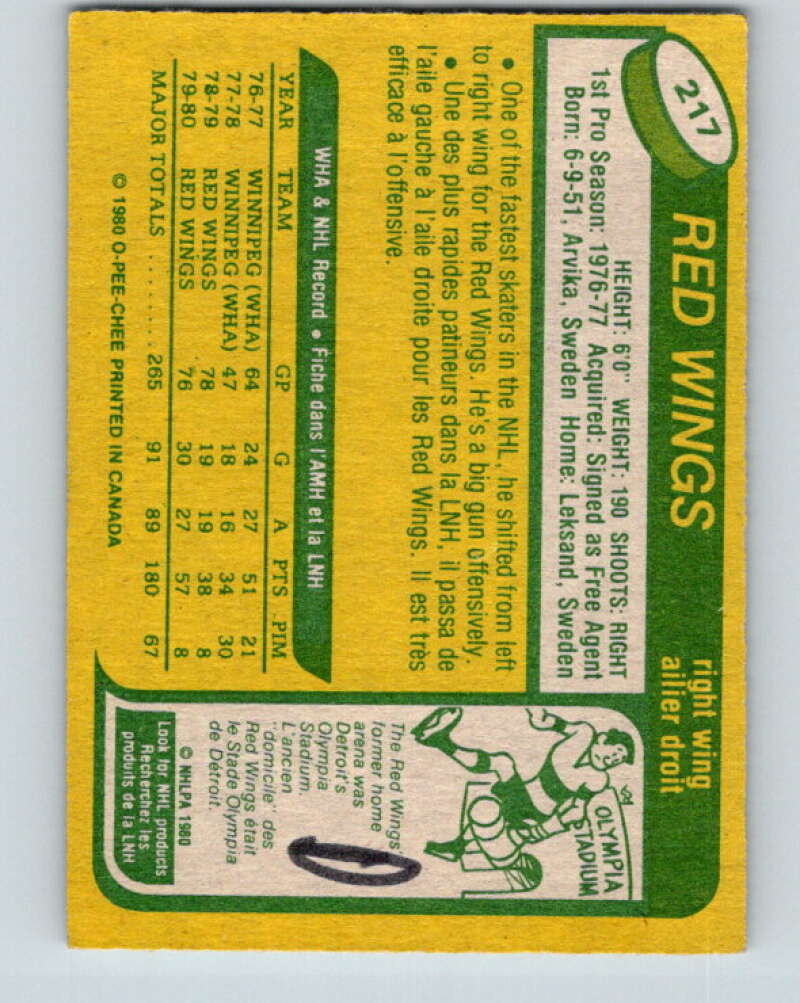 217
RED WINGS
right wing
ailier droit
HEIGHT: 6'0" WEIGHT: 190 SHOOTS: RIGHT
1st Pro Season: 1976-77 Acquired: Signed as Free Agent
Born: 6-9-51, Arvika, Sweden Home: Leksand, Sweden
• One of the fastest skaters in the NHL, he shifted from left
to right wing for the Red Wings. He's a big gun offensively.
• Une des plus rapides patineurs dans la LNH, il passa de
l'aile gauche à l'aile droite pour les Red Wings. Il est très
efficace à l'offensive.
WHA & NHL Record • Fiche dans l'AMH et la LNH
YEAR TEAM GP G A PTS PIM
76-77 WINNIPEG (WHA) 64 24 27 51 21
77-78 WINNIPEG (WHA) 47 18 16 34 30
78-79 RED WINGS 78 19 19 38 8
79-80 RED WINGS 76 30 27 57 8
MAJOR TOTALS ....... 265 91 89 180 67
© 1980 O-PEE-CHEE PRINTED IN CANADA
OLYMPIA
STADIUM
The Red Wings'
former home
arena was
Detroit's
Olympia
Stadium.
L'ancien
"domicile" des
Red Wings était
le Stade Olympia
de Détroit.
© NHLPA 1980
Look for NHL products
Recherchez les
produits de la LNH